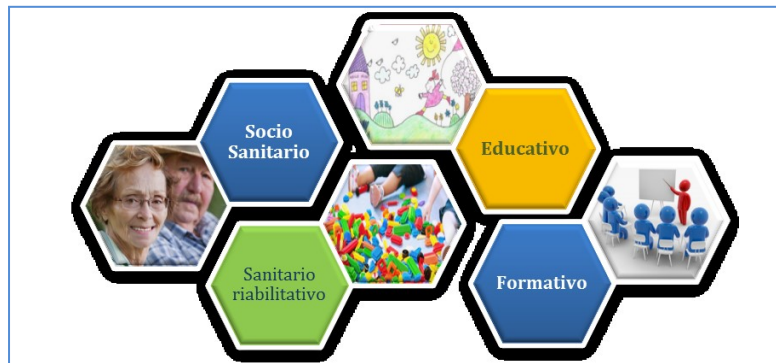 Socio
Sanitario
Educativo
Sanitario
riabilitativo
Formativo